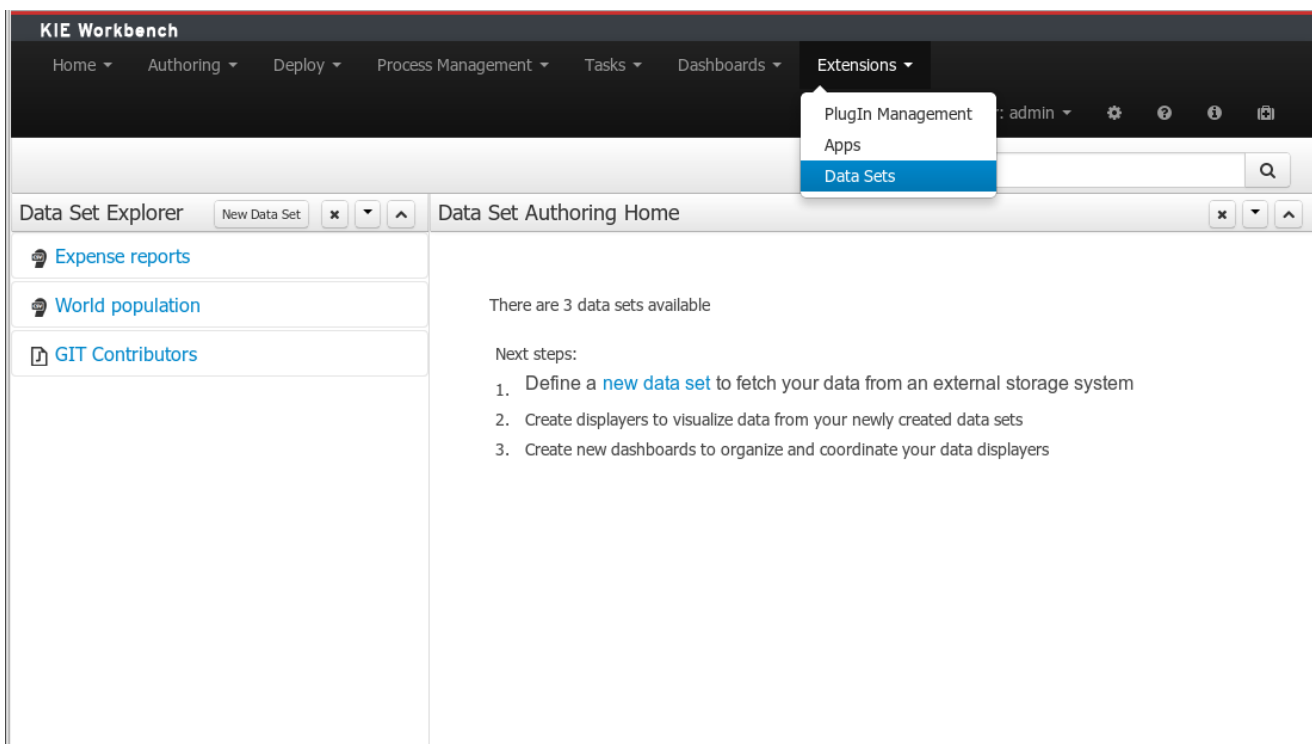 KIE Workbench
Home Authoring Deploy Process Management Tasks Dashboards Extensions
PlugIn Management
: admin
Apps
Data Sets
Data Set Explorer New Data Set
Data Set Authoring Home
Expense reports
World population
GIT Contributors
There are 3 data sets available
Next steps:
1. Define a new data set to fetch your data from an external storage system
2. Create displayers to visualize data from your newly created data sets
3. Create new dashboards to organize and coordinate your data displayers